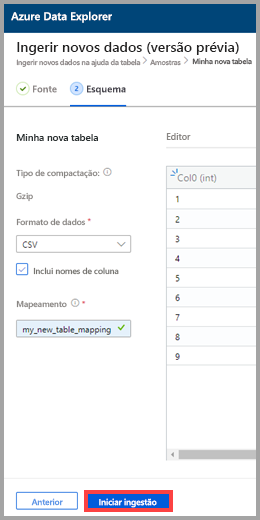 Azure Data Explorer
Ingerir novos dados (versão prévia)
Ingerir novos dados na ajuda da tabela > Amostras > Minha nova tabela
Fonte 2 Esquema
Minha nova tabela
Editor
Tipo de compactação:
Gzip
Formato de dados *
CSV
Inclui nomes de coluna
Mapeamento *
my_new_table_mapping
Col0 (int)
1
2
3
4
5
6
7
8
9
Anterior
Iniciar ingestão